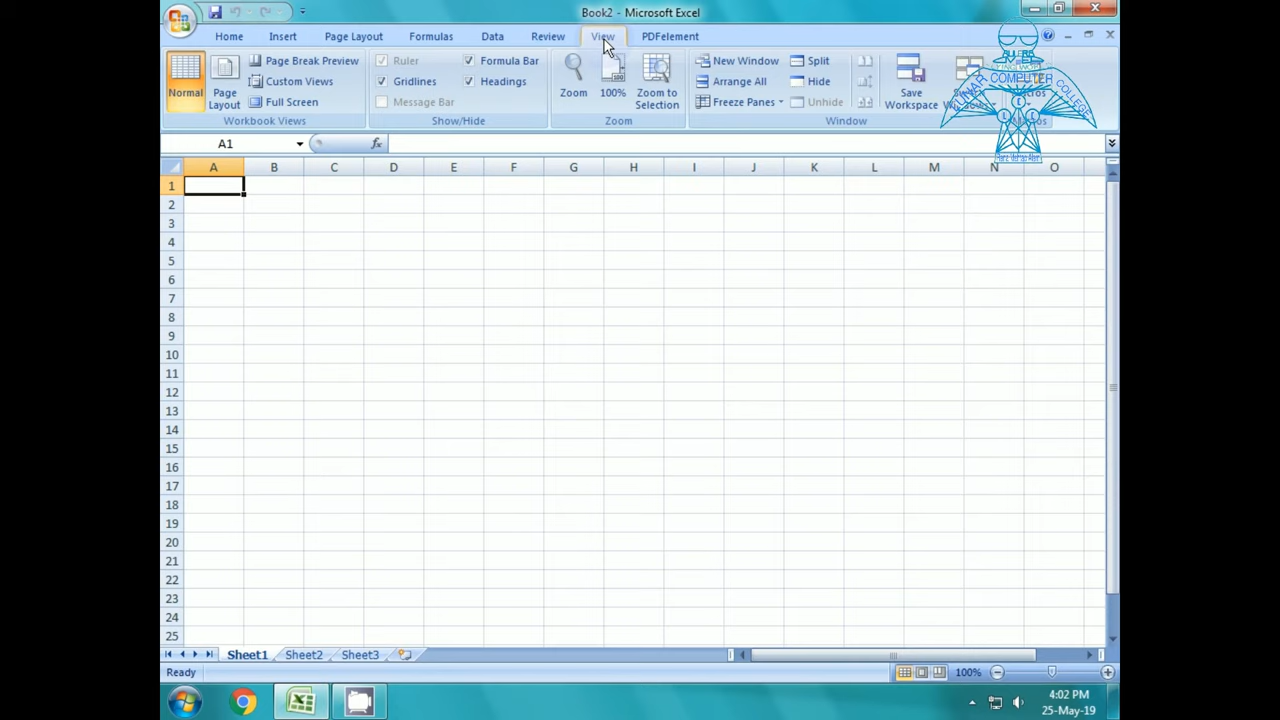 Book2 - Microsoft Excel
Home Insert Page Layout Formulas Data Review View PDFelement
Normal
Page Layout
Page Break Preview
Custom Views
Full Screen
Workbook Views
Ruler
Gridlines
Message Bar
Formula Bar
Headings
Show/Hide
Zoom
100%
Zoom to Selection
Zoom
New Window
Arrange All
Freeze Panes
Split
Hide
Unhide
Save Workspace
Window
COMPUTER
COLLEGE
A1
fx
A B C D E F G H I J K L M N O
1
2
3
4
5
6
7
8
9
10
11
12
13
14
15
16
17
18
19
20
21
22
23
24
25
Sheet1 Sheet2 Sheet3
Ready
100%
4:02 PM
25-May-19